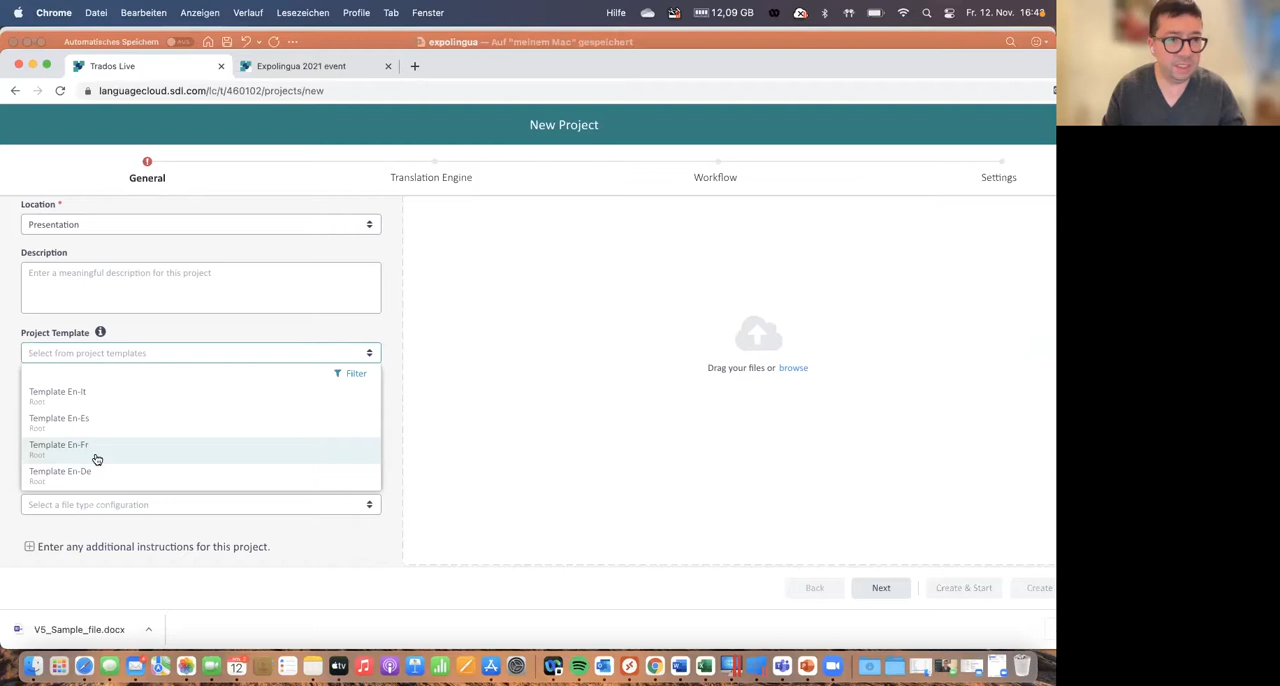 Chrome Datei Bearbeiten Anzeigen Verlauf Lesezeichen Profile Tab Fenster Hilfe 12,09 GB Fr. 12. Nov. 16:43
Automatisches Speichern expolingua — Auf "meinem Mac" gespeichert
Trados Live Expolingua 2021 event
languagecloud.sdl.com/lc/t/460102/projects/new
New Project
General Translation Engine Workflow Settings
Location *
Presentation
Description
Enter a meaningful description for this project
Project Template
Select from project templates
Filter
Template En-It
Root
Template En-Es
Root
Template En-Fr
Root
Template En-De
Root
Select a file type configuration
Enter any additional instructions for this project.
Drag your files or browse
Back Next Create & Start Create
V5_Sample_file.docx
12